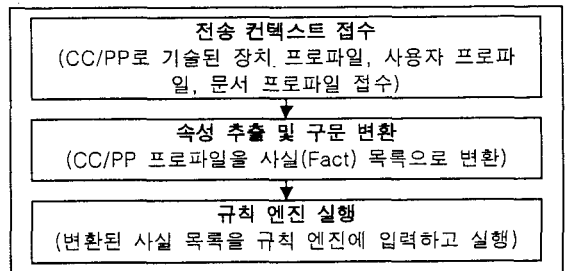 전송 컨텍스트 접수
(CC/PP로 기술된 장치 프로파일, 사용자 프로파
일, 문서 프로파일 접수)
속성 추출 및 구문 변환
(CC/PP 프로파일을 사실(Fact) 목록으로 변환)
규칙 엔진 실행
(변환된 사실 목록을 규칙 엔진에 입력하고 실행)